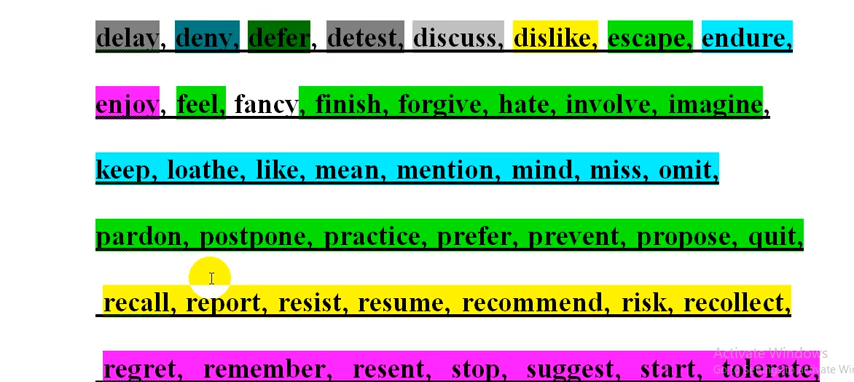 delay, deny, defer, detest, discuss, dislike, escape, endure,
enjoy, feel, fancy, finish, forgive, hate, involve, imagine,
keep, loathe, like, mean, mention, mind, miss, omit,
pardon, postpone, practice, prefer, prevent, propose, quit,
recall, report, resist, resume, recommend, risk, recollect,
Activate Windows
regret, remember, resent, stop, suggest, start, tolerate,